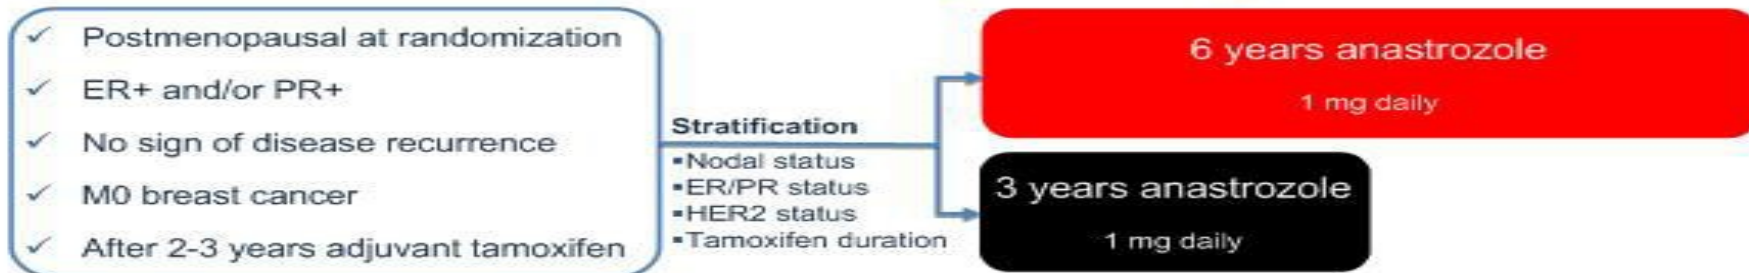 ✓ Postmenopausal at randomization
✓ ER+ and/or PR+
✓ No sign of disease recurrence
✓ M0 breast cancer
✓ After 2-3 years adjuvant tamoxifen
Stratification
▪Nodal status
▪ER/PR status
▪HER2 status
▪Tamoxifen duration
6 years anastrozole
1 mg daily
3 years anastrozole
1 mg daily